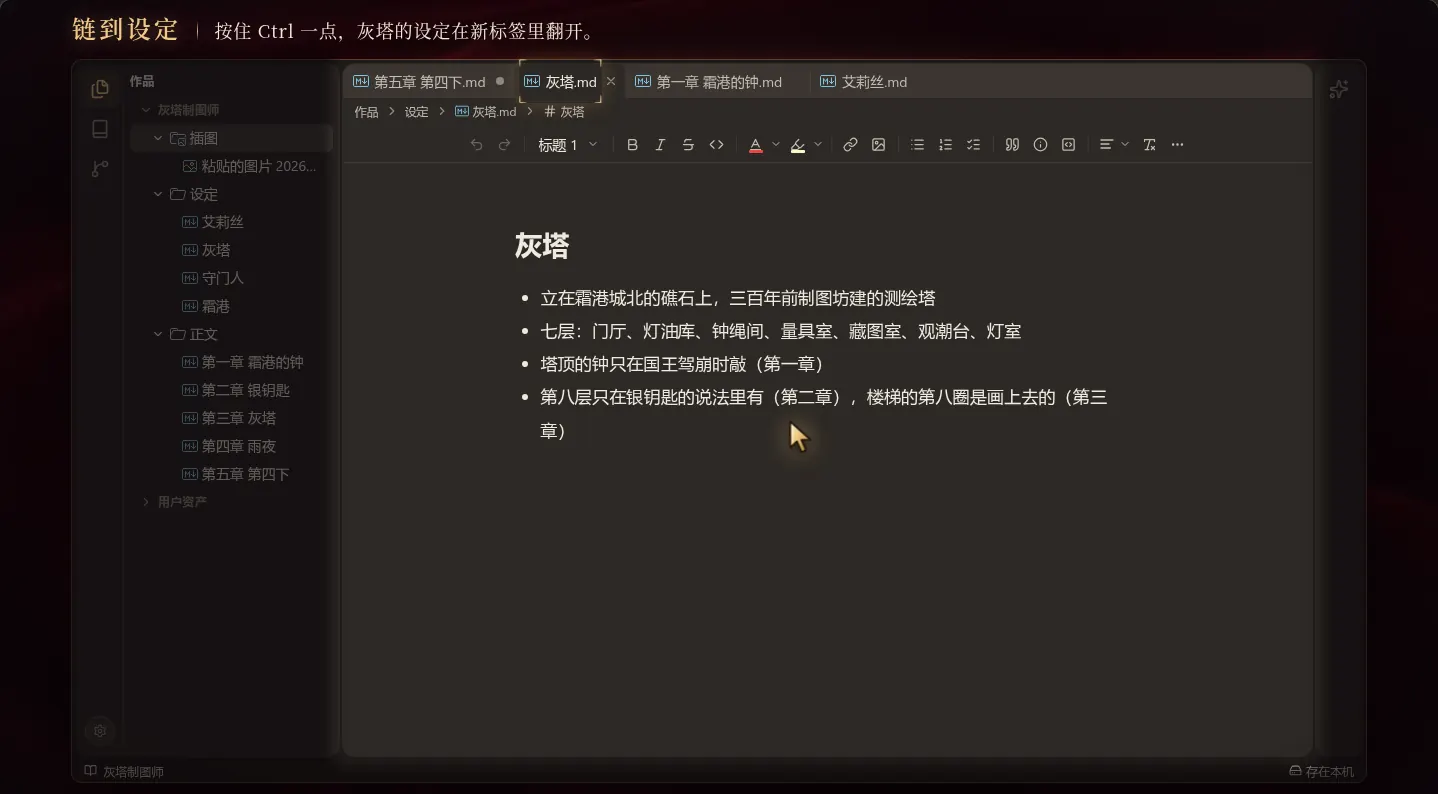 链到设定 | 按住 Ctrl 一点，灰塔的设定在新标签里翻开。
作品
灰塔制图师
插图
粘贴的图片 2026...
设定
艾莉丝
灰塔
守门人
霜港
正文
第一章 霜港的钟
第二章 银钥匙
第三章 灰塔
第四章 雨夜
第五章 第四下
用户资产
第五章 第四下.md
灰塔.md
第一章 霜港的钟.md
艾莉丝.md
作品 > 设定 > 灰塔.md > # 灰塔
标题 1
灰塔
• 立在霜港城北的礁石上，三百年前制图坊建的测绘塔
• 七层：门厅、灯油库、钟绳间、量具室、藏图室、观潮台、灯室
• 塔顶的钟只在国王驾崩时敲（第一章）
• 第八层只在银钥匙的说法里有（第二章），楼梯的第八圈是画上去的（第三
章）
灰塔制图师
存在本机